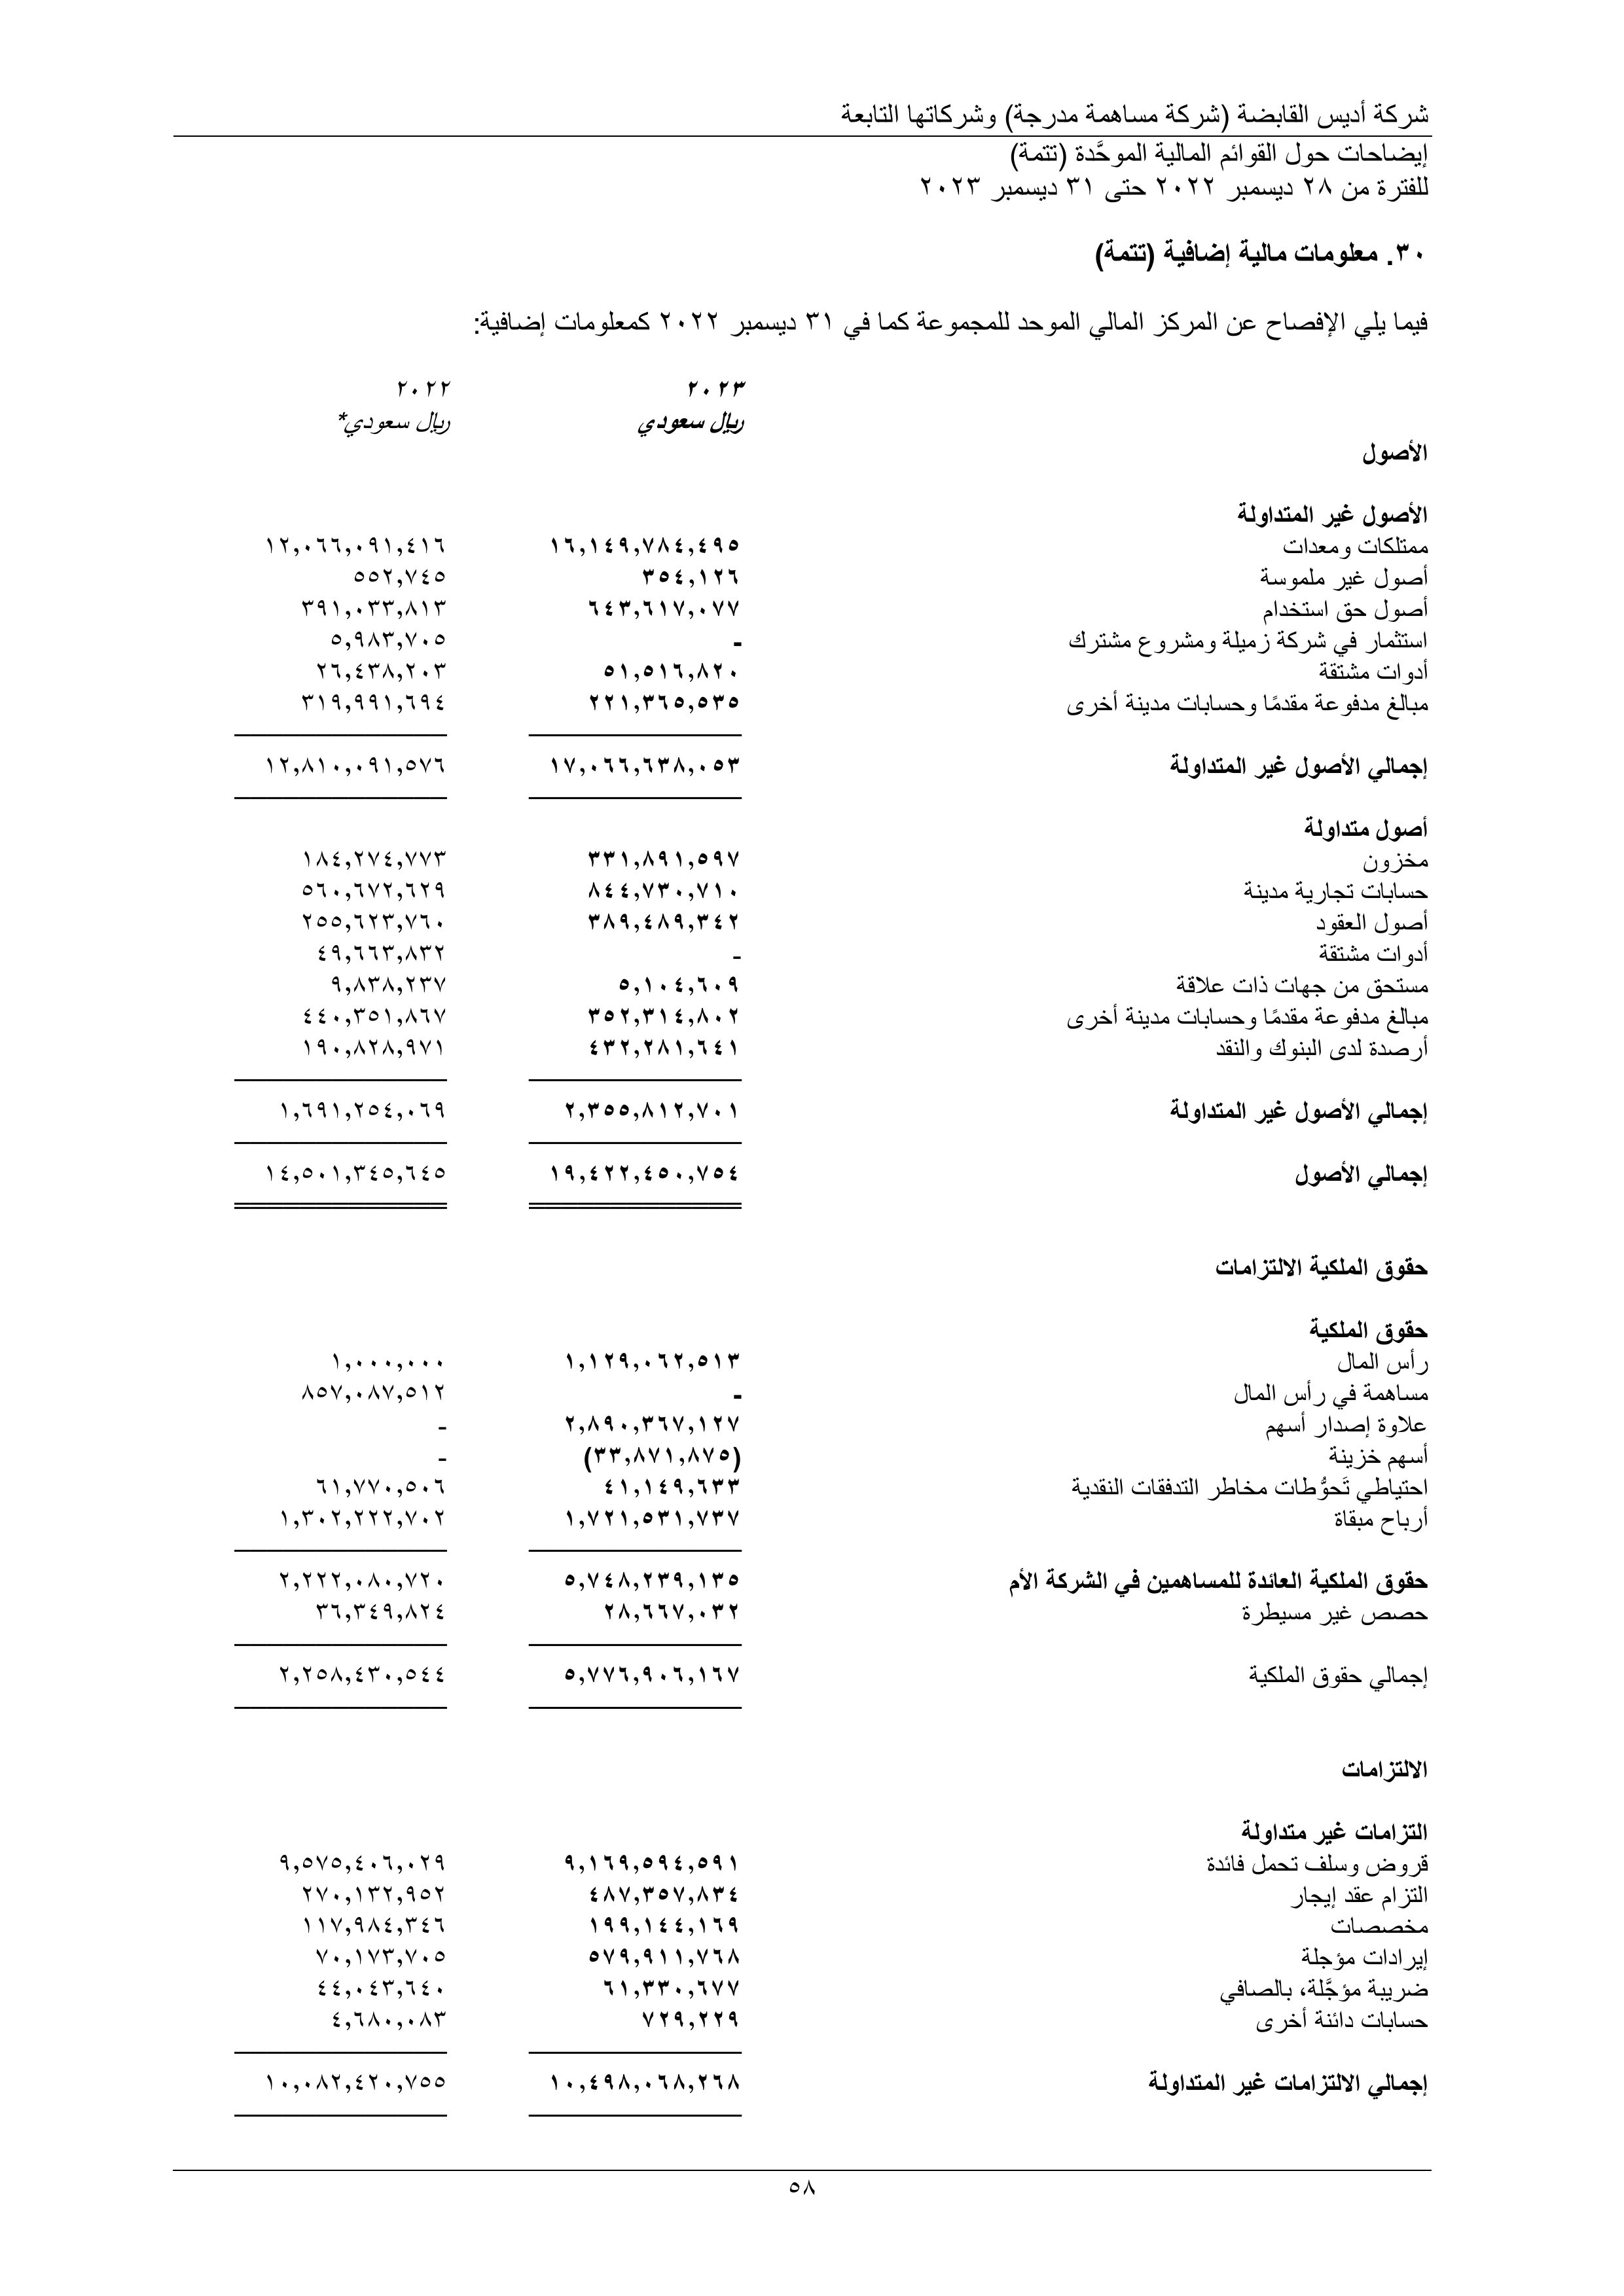 شركة أديس القابضة (شركة مساهمة مدرجة) وشركاتها التابعة
إيضاحات حول القوائم المالية الموحَّدة (تتمة)
للفترة من ٢٨ ديسمبر ٢٠٢٢ حتى ٣١ ديسمبر ٢٠٢٣
٣٠. معلومات مالية إضافية (تتمة)
فيما يلي الإفصاح عن المركز المالي الموحد للمجموعة كما في ٣١ ديسمبر ٢٠٢٢ كمعلومات إضافية:
٢٠٢٣ ٢٠٢٢
ريال سعودي ريال سعودي*
الأصول
الأصول غير المتداولة
ممتلكات ومعدات ١٦,١٤٩,٧٨٤,٤٩٥ ١٢,٠٦٦,٠٩١,٤١٦
أصول غير ملموسة ٣٥٤,١٢٦ ٥٥٢,٧٤٥
أصول حق استخدام ٦٤٣,٦١٧,٠٧٧ ٣٩١,٠٣٣,٨١٣
استثمار في شركة زميلة ومشروع مشترك - ٥,٩٨٣,٧٠٥
أدوات مشتقة ٥١,٥١٦,٨٢٠ ٢٦,٤٣٨,٢٠٣
مبالغ مدفوعة مقدمًا وحسابات مدينة أخرى ٢٢١,٣٦٥,٥٣٥ ٣١٩,٩٩١,٦٩٤
إجمالي الأصول غير المتداولة ١٧,٠٦٦,٦٣٨,٠٥٣ ١٢,٨١٠,٠٩١,٥٧٦
أصول متداولة
مخزون ٣٣١,٨٩١,٥٩٧ ١٨٤,٢٧٤,٧٧٣
حسابات تجارية مدينة ٨٤٤,٧٣٠,٧١٠ ٥٦٠,٦٧٢,٦٢٩
أصول العقود ٣٨٩,٤٨٩,٣٤٢ ٢٥٥,٦٢٣,٧٦٠
أدوات مشتقة - ٤٩,٦٦٣,٨٣٢
مستحق من جهات ذات علاقة ٥,١٠٤,٦٠٩ ٩,٨٣٨,٢٣٧
مبالغ مدفوعة مقدمًا وحسابات مدينة أخرى ٣٥٢,٣١٤,٨٠٢ ٤٤٠,٣٥١,٨٦٧
أرصدة لدى البنوك والنقد ٤٣٢,٢٨١,٦٤١ ١٩٠,٨٢٨,٩٧١
إجمالي الأصول غير المتداولة ٢,٣٥٥,٨١٢,٧٠١ ١,٦٩١,٢٥٤,٠٦٩
إجمالي الأصول ١٩,٤٢٢,٤٥٠,٧٥٤ ١٤,٥٠١,٣٤٥,٦٤٥
حقوق الملكية الالتزامات
حقوق الملكية
رأس المال ١,١٢٩,٠٦٢,٥١٣ ١,٠٠٠,٠٠٠
مساهمة في رأس المال - ٨٥٧,٠٨٧,٥١٢
علاوة إصدار أسهم ٢,٨٩٠,٣٦٧,١٢٧ -
أسهم خزينة (٣٣,٨٧١,٨٧٥) -
احتياطي تَحوُّطات مخاطر التدفقات النقدية ٤١,١٤٩,٦٣٣ ٦١,٧٧٠,٥٠٦
أرباح مبقاة ١,٧٢١,٥٣١,٧٣٧ ١,٣٠٢,٢٢٢,٧٠٢
حقوق الملكية العائدة للمساهمين في الشركة الأم ٥,٧٤٨,٢٣٩,١٣٥ ٢,٢٢٢,٠٨٠,٧٢٠
حصص غير مسيطرة ٢٨,٦٦٧,٠٣٢ ٣٦,٣٤٩,٨٢٤
إجمالي حقوق الملكية ٥,٧٧٦,٩٠٦,١٦٧ ٢,٢٥٨,٤٣٠,٥٤٤
الالتزامات
التزامات غير متداولة
قروض وسلف تحمل فائدة ٩,١٦٩,٥٩٤,٥٩١ ٩,٥٧٥,٤٠٦,٠٢٩
التزام عقد إيجار ٤٨٧,٣٥٧,٨٣٤ ٢٧٠,١٣٢,٩٥٢
مخصصات ١٩٩,١٤٤,١٦٩ ١١٧,٩٨٤,٣٤٦
إيرادات مؤجلة ٥٧٩,٩١١,٧٦٨ ٧٠,١٧٣,٧٠٥
ضريبة مؤجَّلة، بالصافي ٦١,٣٣٠,٦٧٧ ٤٤,٠٤٣,٦٤٠
حسابات دائنة أخرى ٧٢٩,٢٢٩ ٤,٦٨٠,٠٨٣
إجمالي الالتزامات غير المتداولة ١٠,٤٩٨,٠٦٨,٢٦٨ ١٠,٠٨٢,٤٢٠,٧٥٥
٥٨